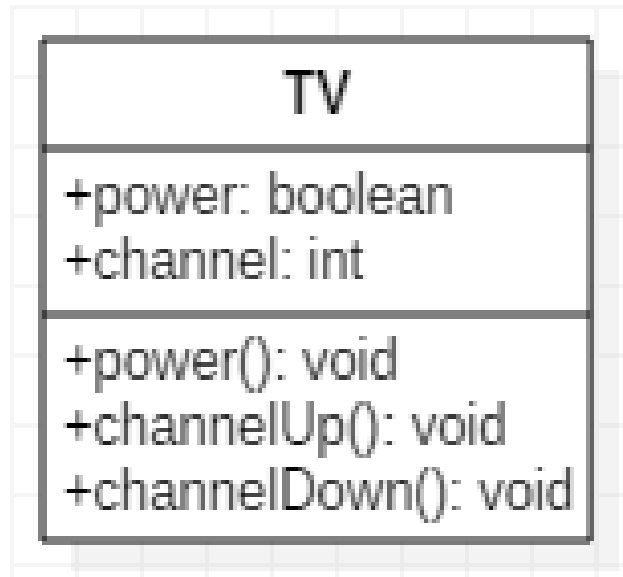 TV
+power: boolean
+channel: int
+power(): void
+channelUp(): void
+channelDown(): void